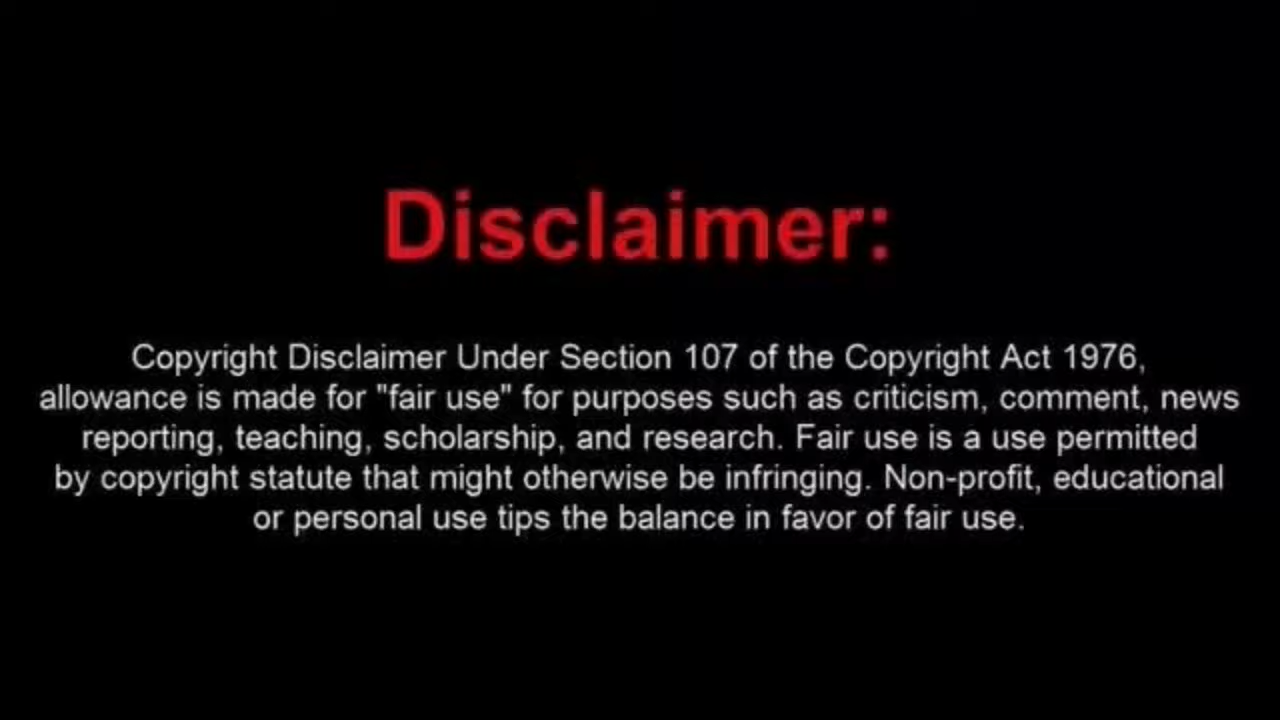 Disclaimer:
Copyright Disclaimer Under Section 107 of the Copyright Act 1976,
allowance is made for "fair use" for purposes such as criticism, comment, news
reporting, teaching, scholarship, and research. Fair use is a use permitted
by copyright statute that might otherwise be infringing. Non-profit, educational
or personal use tips the balance in favor of fair use.